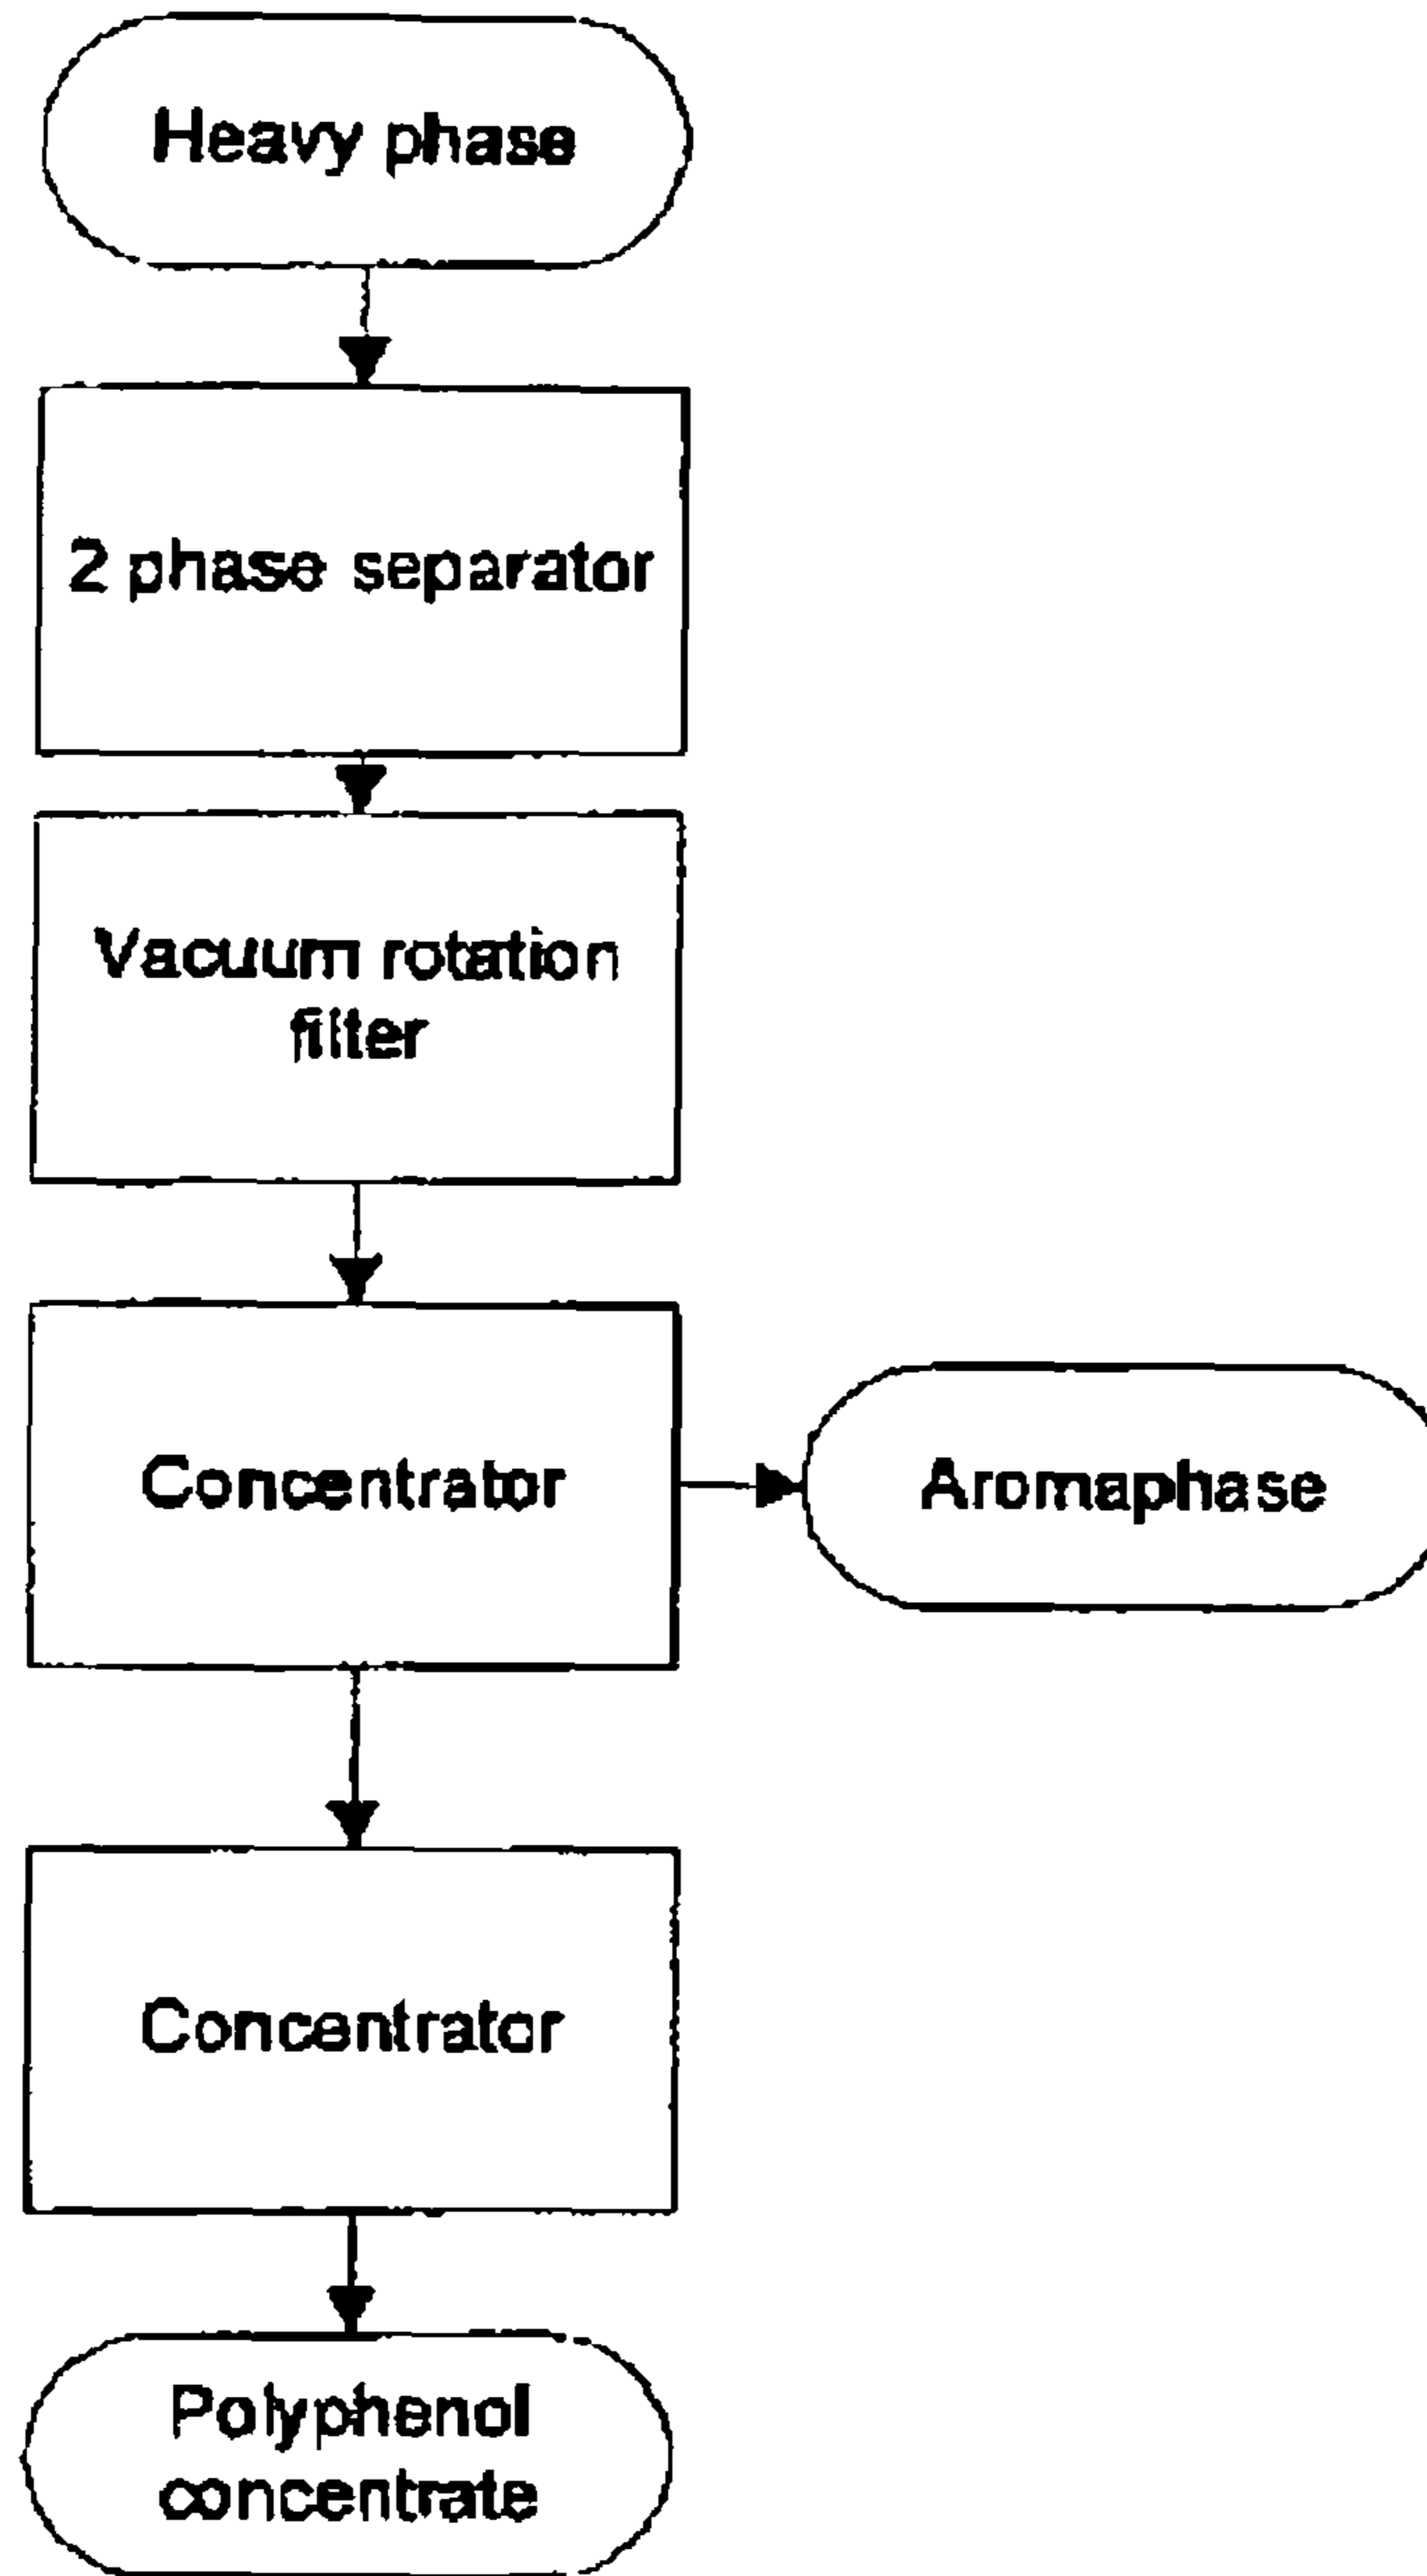 Heavy phase
2 phase separator
Vacuum rotation
filter
Concentrator
Aromaphase
Concentrator
Polyphenol
concentrate